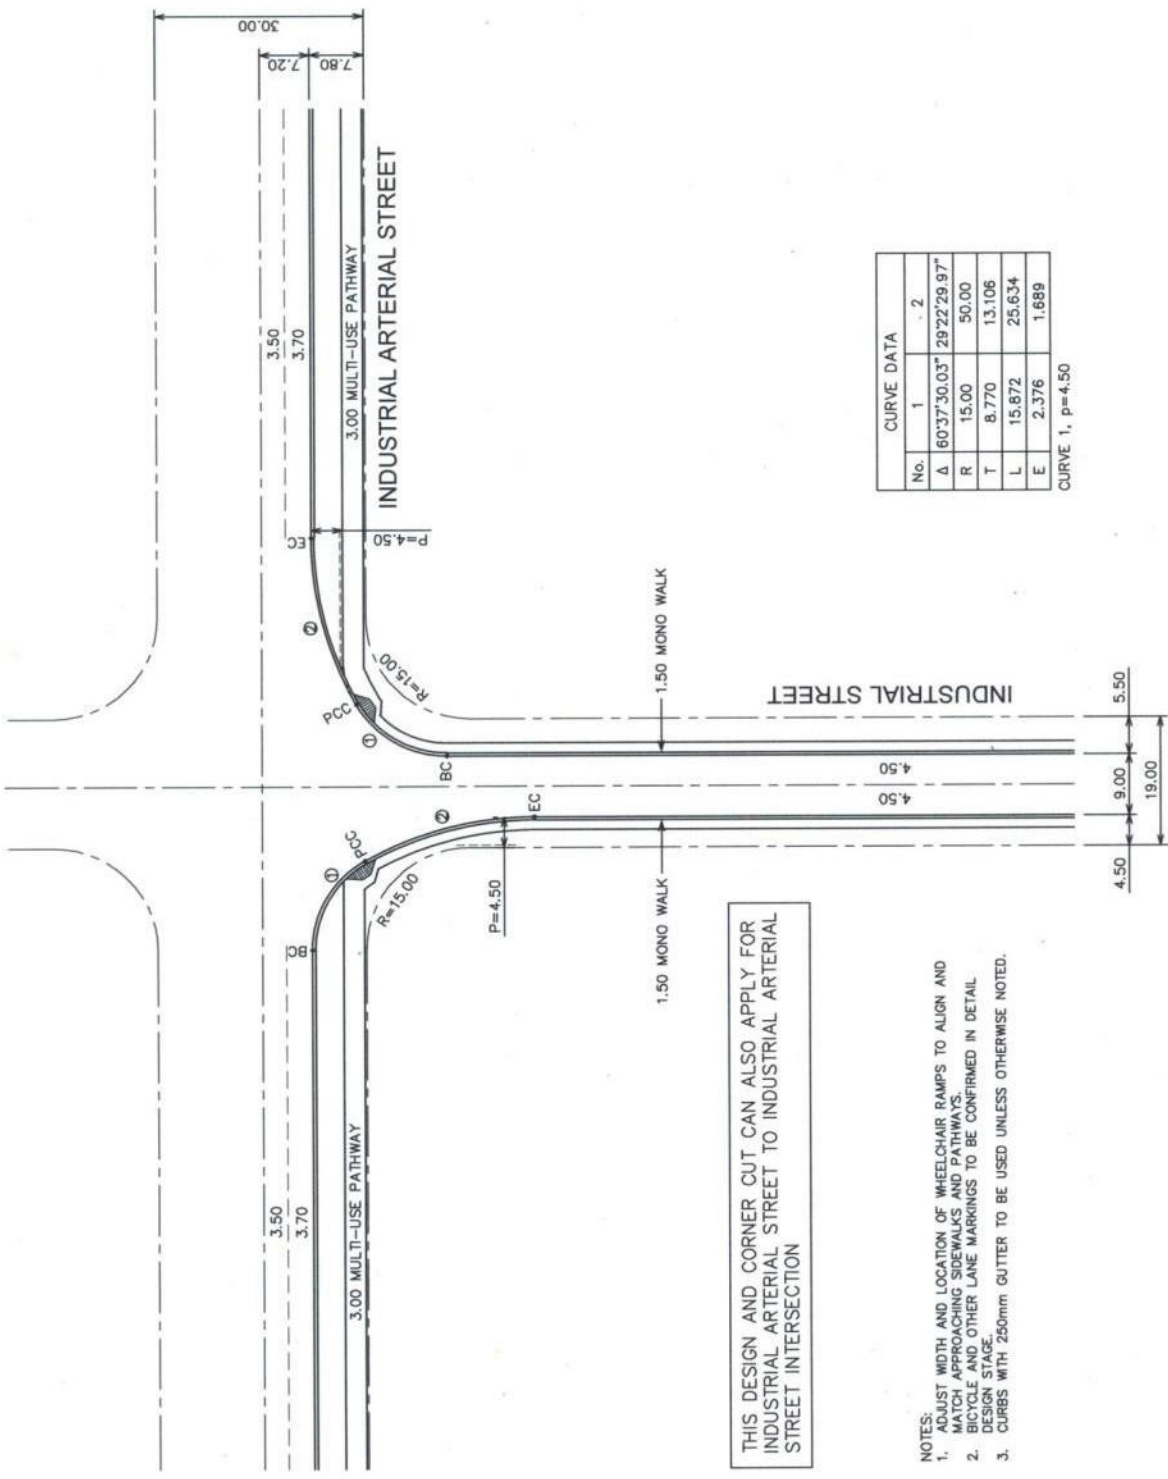 30.00
7.20
7.80
3.50
3.70
3.00 MULTI-USE PATHWAY
INDUSTRIAL ARTERIAL STREET
EC
P=4.50
②
PCC
R=15.00
①
BC
1.50 MONO WALK
INDUSTRIAL STREET
4.50
4.50
5.50
9.00
19.00
4.50
3.50
3.70
3.00 MULTI-USE PATHWAY
BC
①
PCC
R=15.00
②
EC
P=4.50
1.50 MONO WALK
CURVE DATA
No. 1 2
Δ 60°37'30.03" 29°22'29.97"
R 15.00 50.00
T 8.770 13.106
L 15.872 25.634
E 2.376 1.689
CURVE 1, p=4.50
THIS DESIGN AND CORNER CUT CAN ALSO APPLY FOR
INDUSTRIAL ARTERIAL STREET TO INDUSTRIAL ARTERIAL
STREET INTERSECTION
NOTES:
1. ADJUST WIDTH AND LOCATION OF WHEELCHAIR RAMPS TO ALIGN AND
MATCH APPROACHING SIDEWALKS AND PATHWAYS.
2. BICYCLE AND OTHER LANE MARKINGS TO BE CONFIRMED IN DETAIL
DESIGN STAGE.
3. CURBS WITH 250mm GUTTER TO BE USED UNLESS OTHERWISE NOTED.